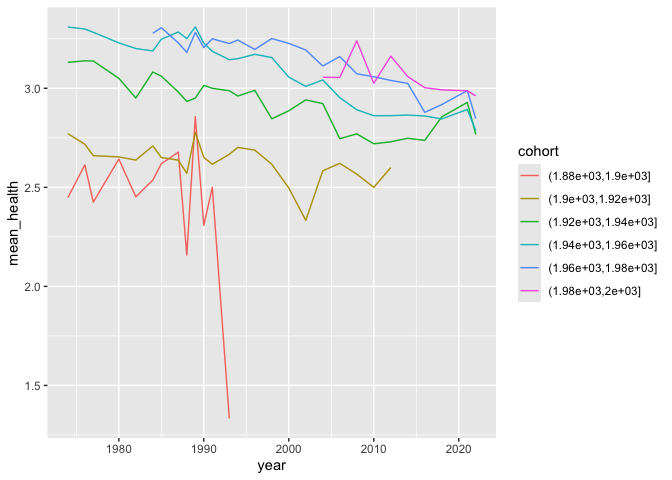 3.0
2.5
2.0
1.5
mean_health
1980
1990
2000
2010
2020
year
cohort
(1.88e+03,1.9e+03]
(1.9e+03,1.92e+03]
(1.92e+03,1.94e+03]
(1.94e+03,1.96e+03]
(1.96e+03,1.98e+03]
(1.98e+03,2e+03]